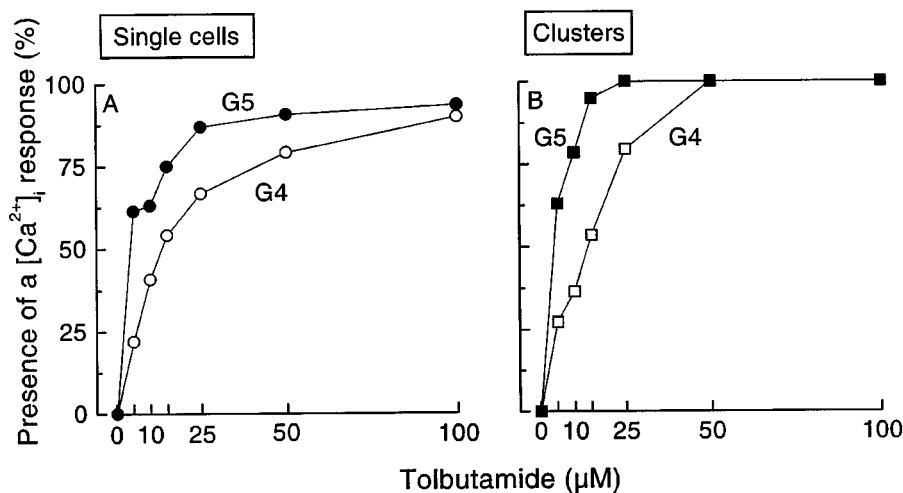 Single cells
Clusters
Presence of a [Ca²⁺]ᵢ response (%)
100
75
50
25
0
A
G5
G4
B
G5
G4
0 10 25 50 100
0 10 25 50 100
Tolbutamide (µM)